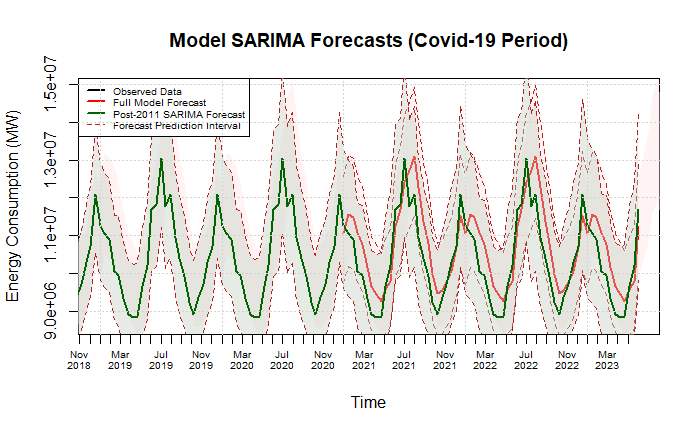 Model SARIMA Forecasts (Covid-19 Period)
Observed Data
Full Model Forecast
Post-2011 SARIMA Forecast
Forecast Prediction Interval
Energy Consumption (MW)
1.5e+07
1.3e+07
1.1e+07
9.0e+06
Nov Mar Jul Nov Mar Jul Nov Mar Jul Nov Mar Jul Nov Mar
2018 2019 2019 2019 2020 2020 2020 2021 2021 2021 2022 2022 2022 2023
Time